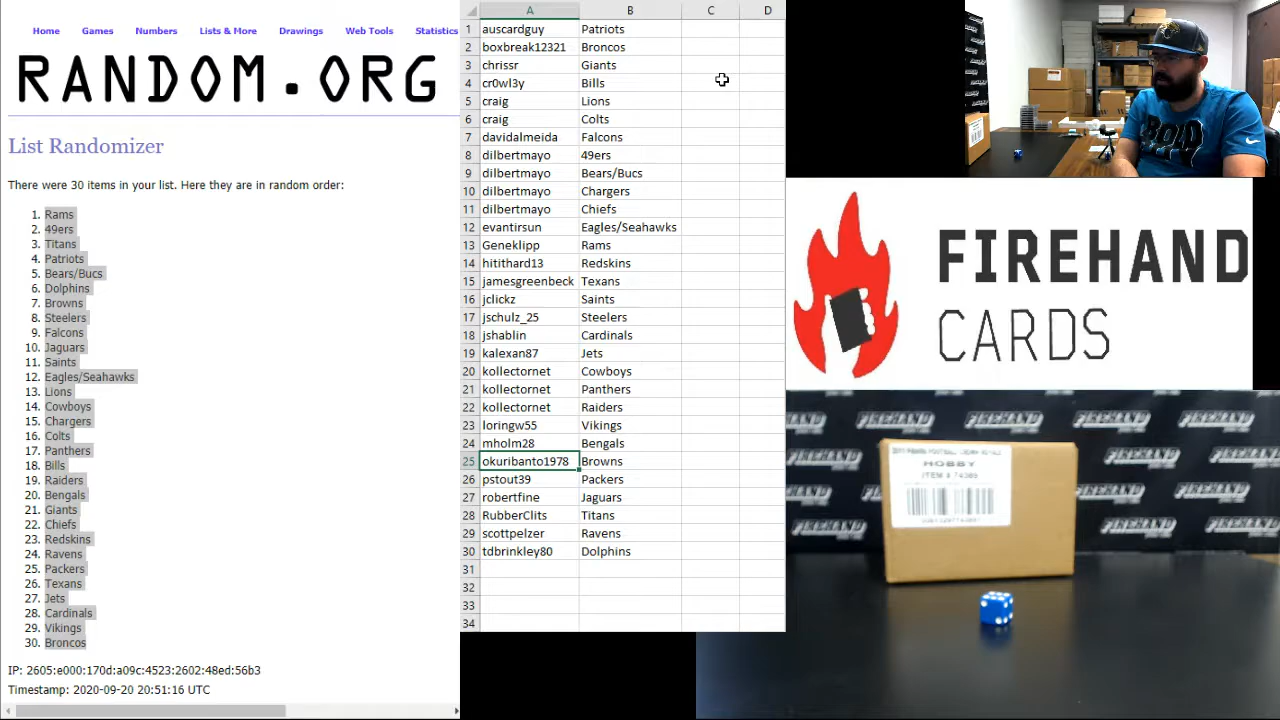 Home Games Numbers Lists & More Drawings Web Tools Statistics
RANDOM.ORG
List Randomizer
There were 30 items in your list. Here they are in random order:
1. Rams
2. 49ers
3. Titans
4. Patriots
5. Bears/Bucs
6. Dolphins
7. Browns
8. Steelers
9. Falcons
10. Jaguars
11. Saints
12. Eagles/Seahawks
13. Lions
14. Cowboys
15. Chargers
16. Colts
17. Panthers
18. Bills
19. Raiders
20. Bengals
21. Giants
22. Chiefs
23. Redskins
24. Ravens
25. Packers
26. Texans
27. Jets
28. Cardinals
29. Vikings
30. Broncos
IP: 2605:e000:170d:a09c:4523:2602:48ed:56b3
Timestamp: 2020-09-20 20:51:16 UTC
A B C D
1 auscardguy Patriots
2 boxbreak12321 Broncos
3 chrissr Giants
4 cr0wl3y Bills
5 craig Lions
6 craig Colts
7 davidalmeida Falcons
8 dilbertmayo 49ers
9 dilbertmayo Bears/Bucs
10 dilbertmayo Chargers
11 dilbertmayo Chiefs
12 evantirsun Eagles/Seahawks
13 Geneklipp Rams
14 hitithard13 Redskins
15 jamesgreenbeck Texans
16 jclickz Saints
17 jschulz_25 Steelers
18 jshablin Cardinals
19 kalexan87 Jets
20 kollectornet Cowboys
21 kollectornet Panthers
22 kollectornet Raiders
23 loringw55 Vikings
24 mholm28 Bengals
25 okuribanto1978 Browns
26 pstout39 Packers
27 robertfine Jaguars
28 RubberClits Titans
29 scottpelzer Ravens
30 tdbrinkley80 Dolphins
31
32
33
34
BOLD
FIREHAND
CARDS
FIREHAND FIREHAND FIREHAND FIREHAND
HOBBY
FIREHAND FIREHAND